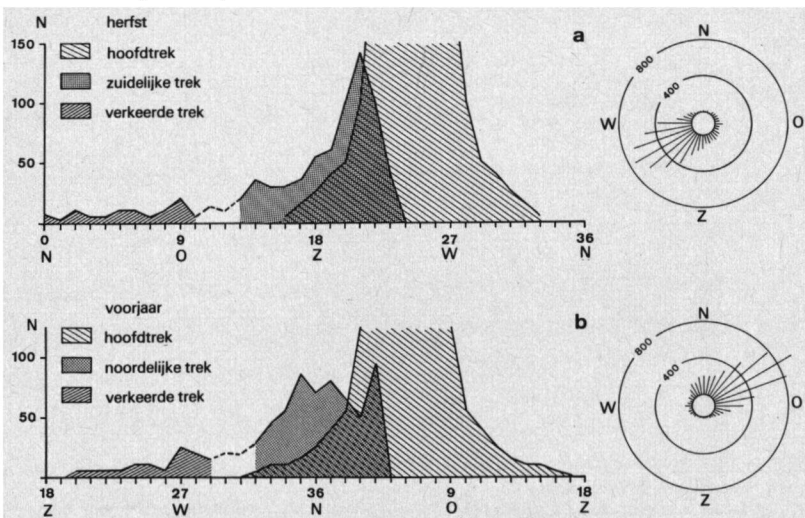 N herfst
150 hoofdtrek
zuidelijke trek
100 verkeerde trek
50
0 9 18 27 36
N O Z W N
a
N
800
400
W O
Z
voorjaar
N hoofdtrek
100 noordelijke trek
verkeerde trek
50
18 27 36 9 18
Z W N O Z
b
N
800
400
W O
Z